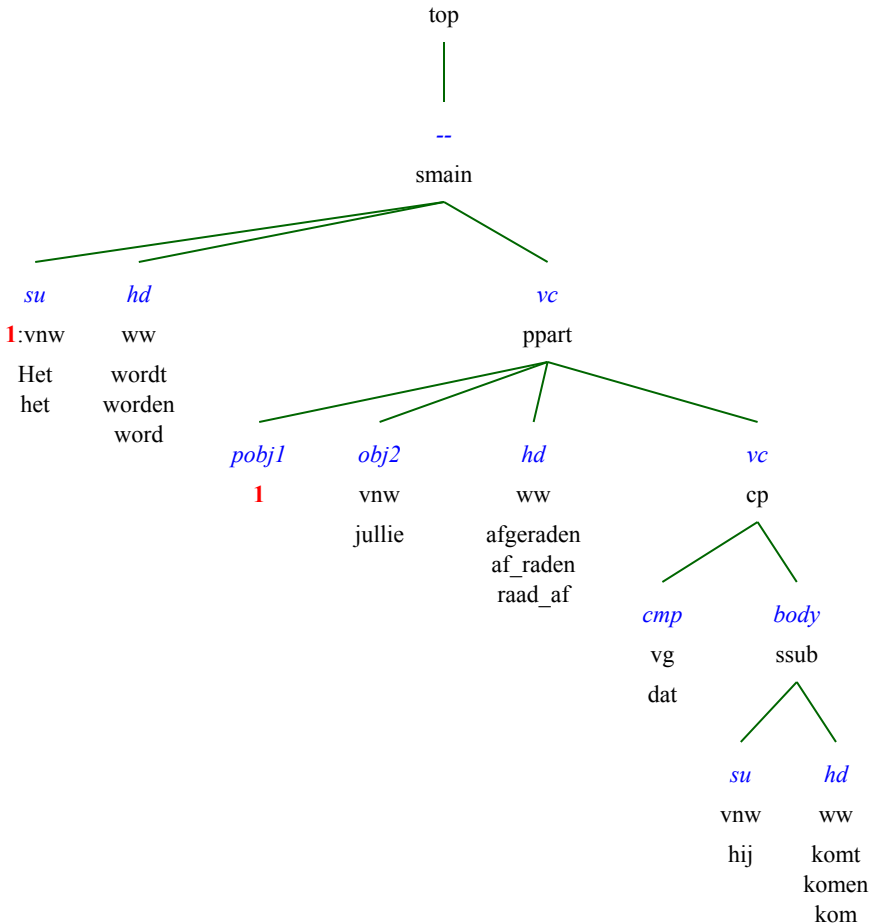 top
--
smain
su hd vc
1:vnw ww ppart
Het wordt
het worden
word
pobj1 obj2 hd vc
1 vnw ww cp
jullie afgeraden
af_raden
raad_af
cmp body
vg ssub
dat
su hd
vnw ww
hij komt
komen
kom